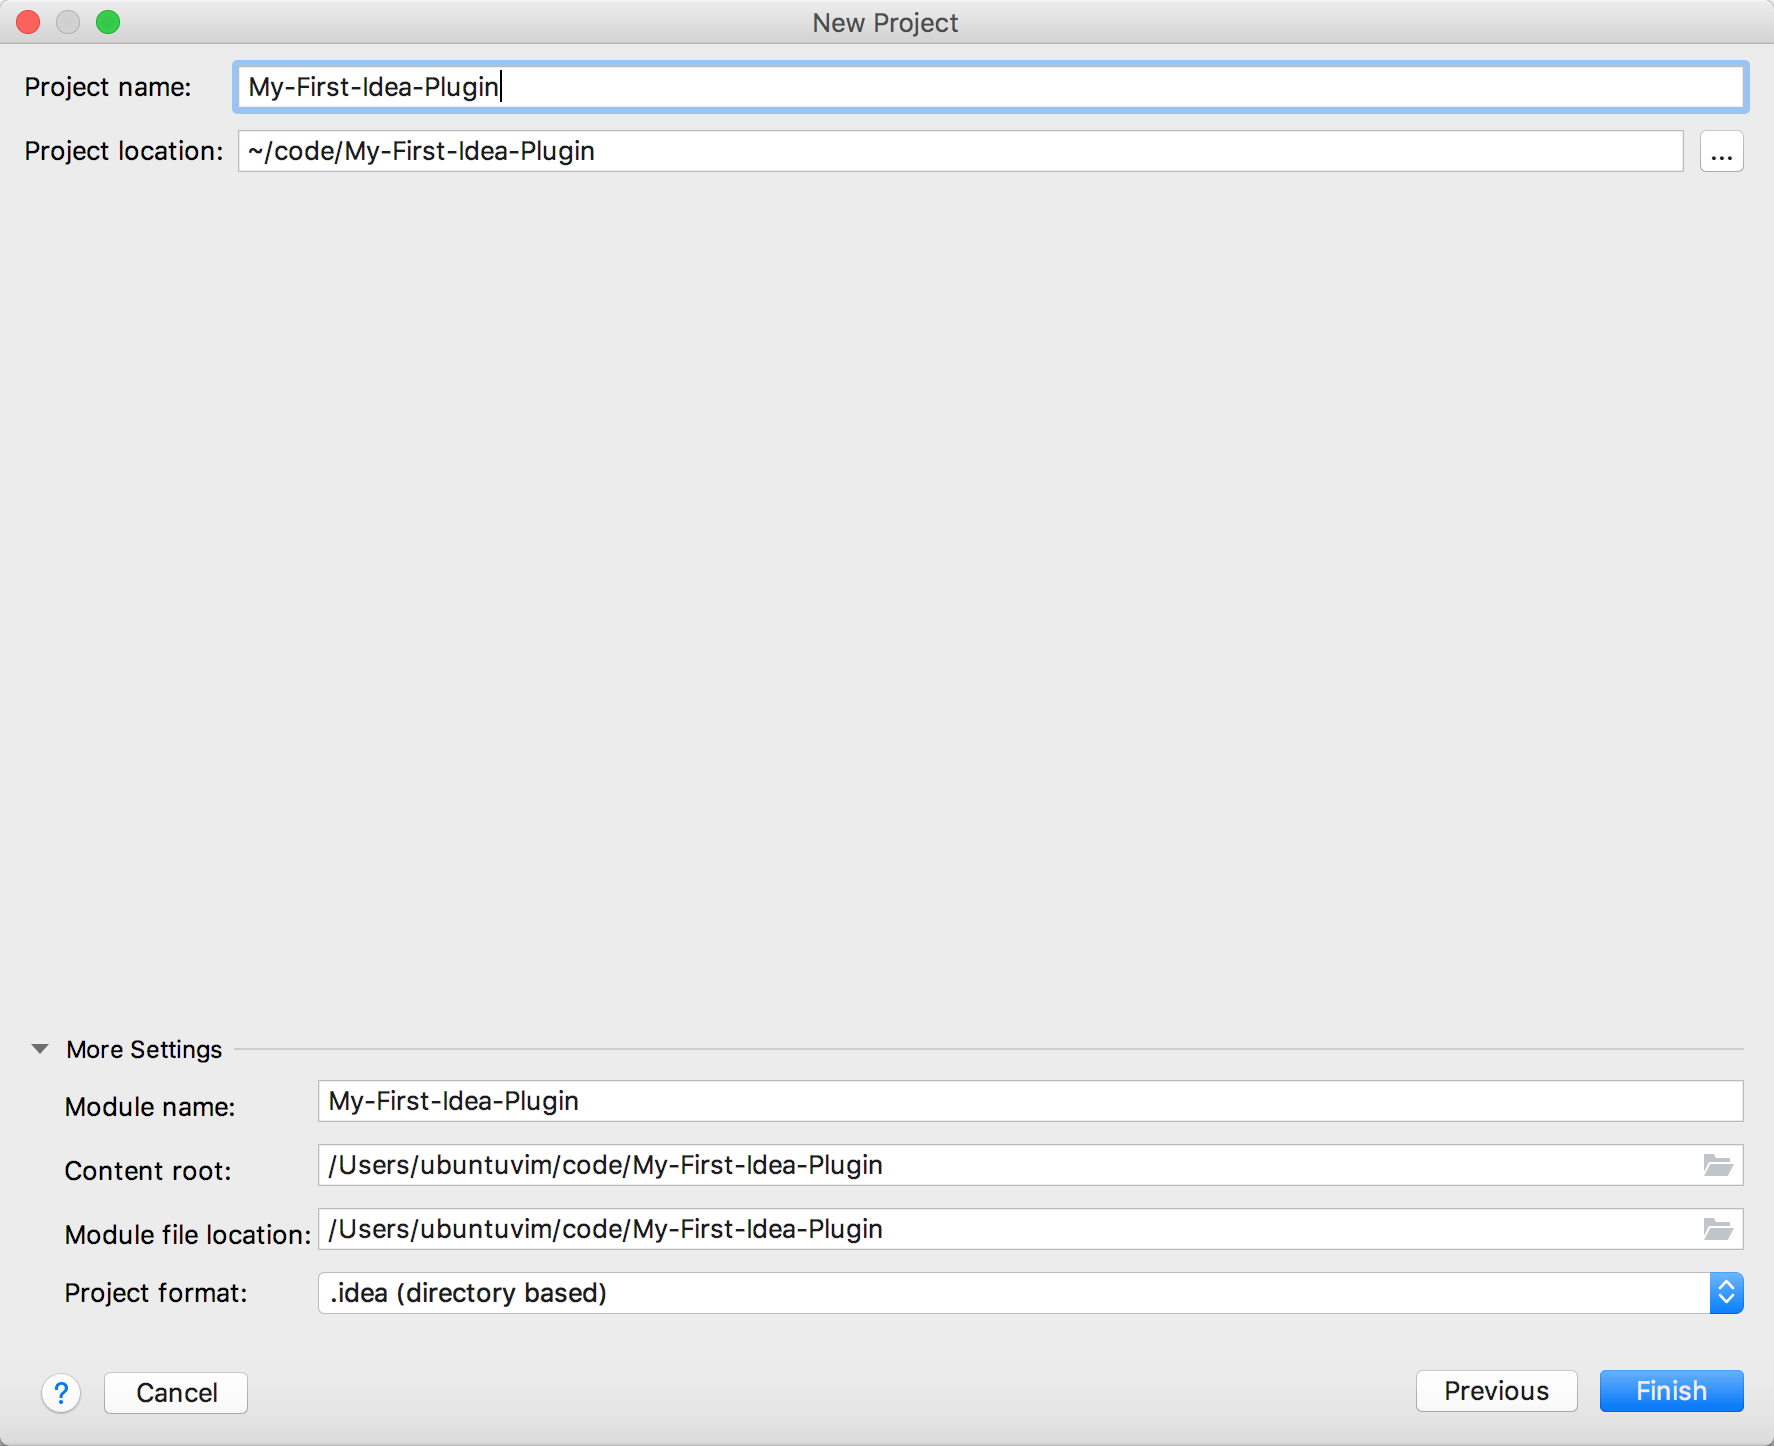 New Project
Project name: My-First-Idea-Plugin
Project location: ~/code/My-First-Idea-Plugin ...
More Settings
Module name: My-First-Idea-Plugin
Content root: /Users/ubuntuvim/code/My-First-Idea-Plugin
Module file location: /Users/ubuntuvim/code/My-First-Idea-Plugin
Project format: .idea (directory based)
? Cancel Previous Finish